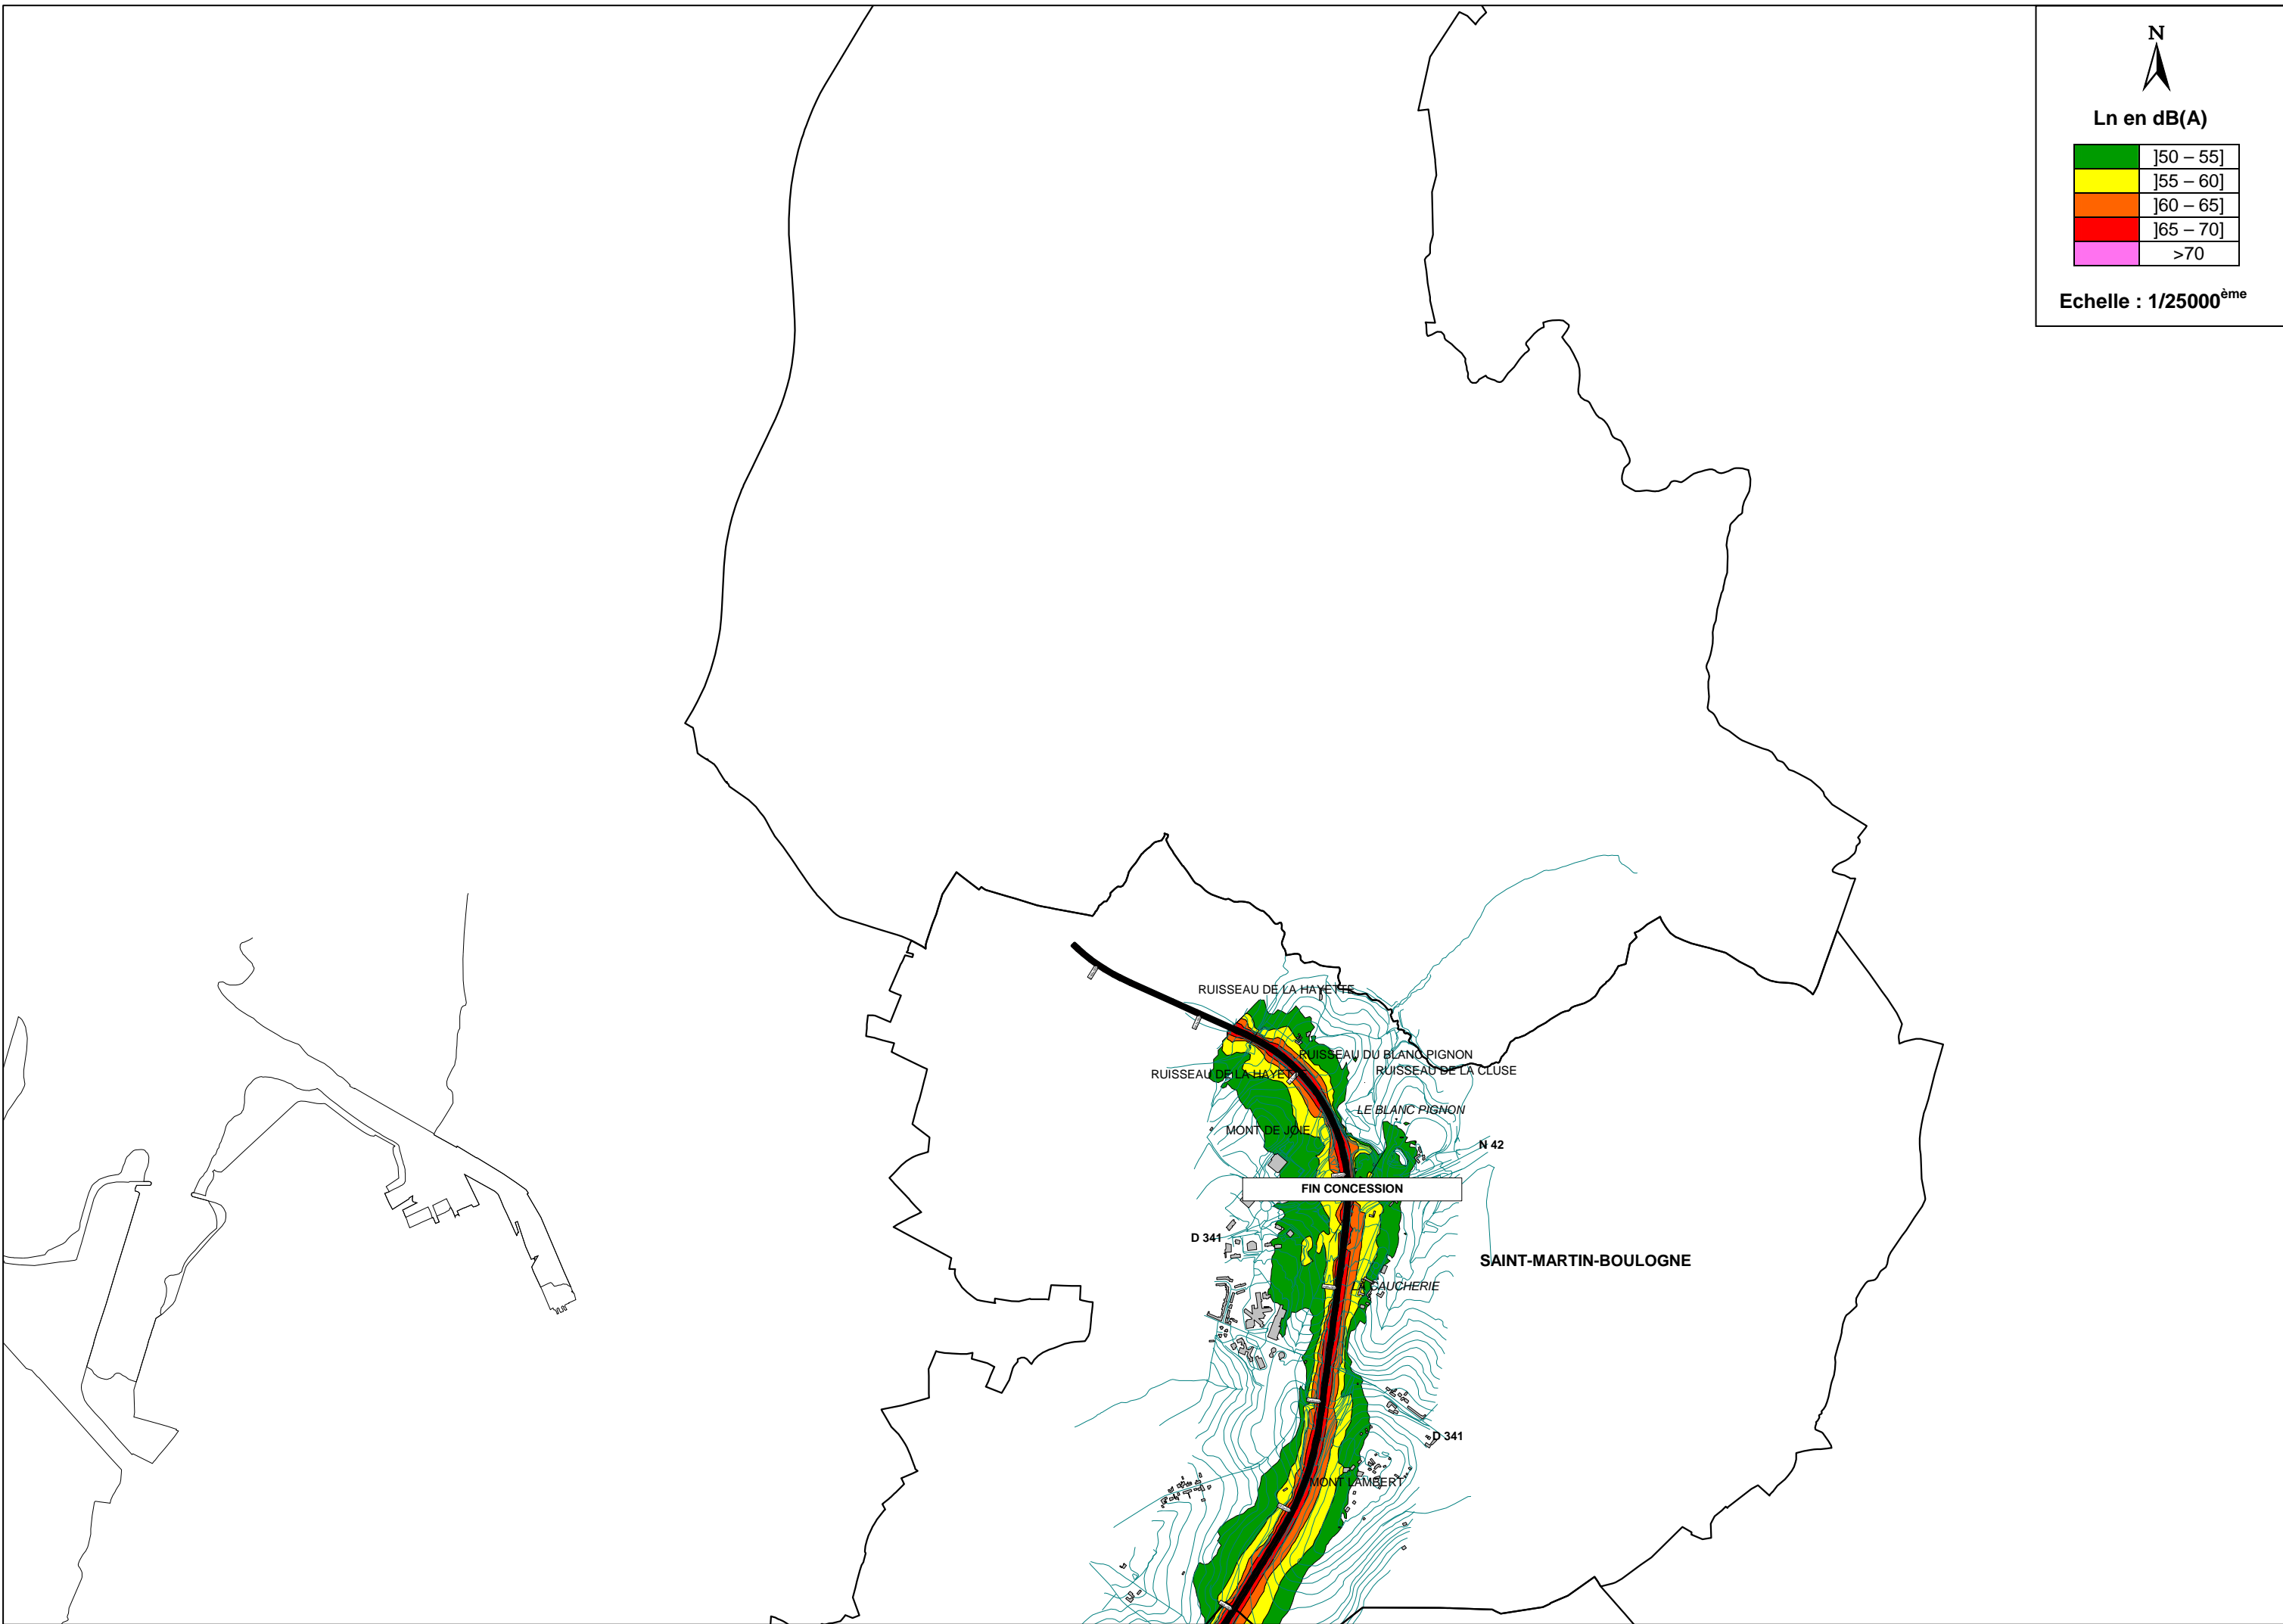 N
Ln en dB(A)
]50 – 55]
]55 – 60]
]60 – 65]
]65 – 70]
>70
Echelle : 1/25000ème
RUISSEAU DE LA HAYETTE
RUISSEAU DU BLANC PIGNON
RUISSEAU DE LA HAYETTE
RUISSEAU DE LA CLUSE
LE BLANC PIGNON
MONT DE JOIE
N 42
FIN CONCESSION
D 341
SAINT-MARTIN-BOULOGNE
LA CAUCHERIE
D 341
MONT LAMBERT